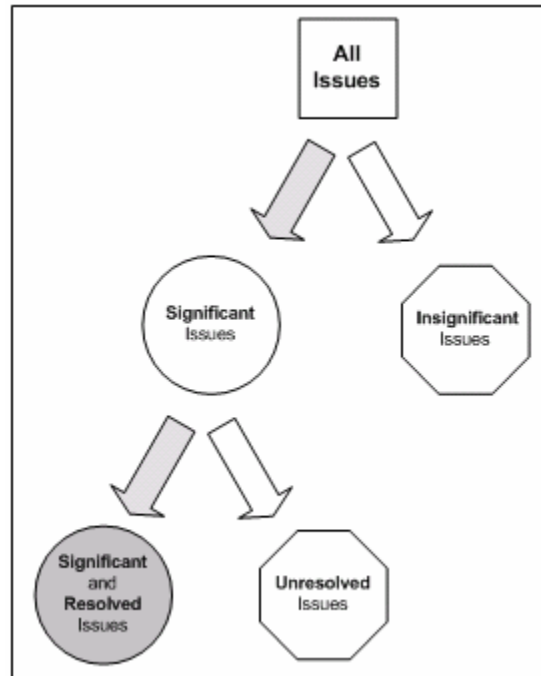 All
Issues
Significant
Issues
Insignificant
Issues
Significant
and
Resolved
Issues
Unresolved
Issues